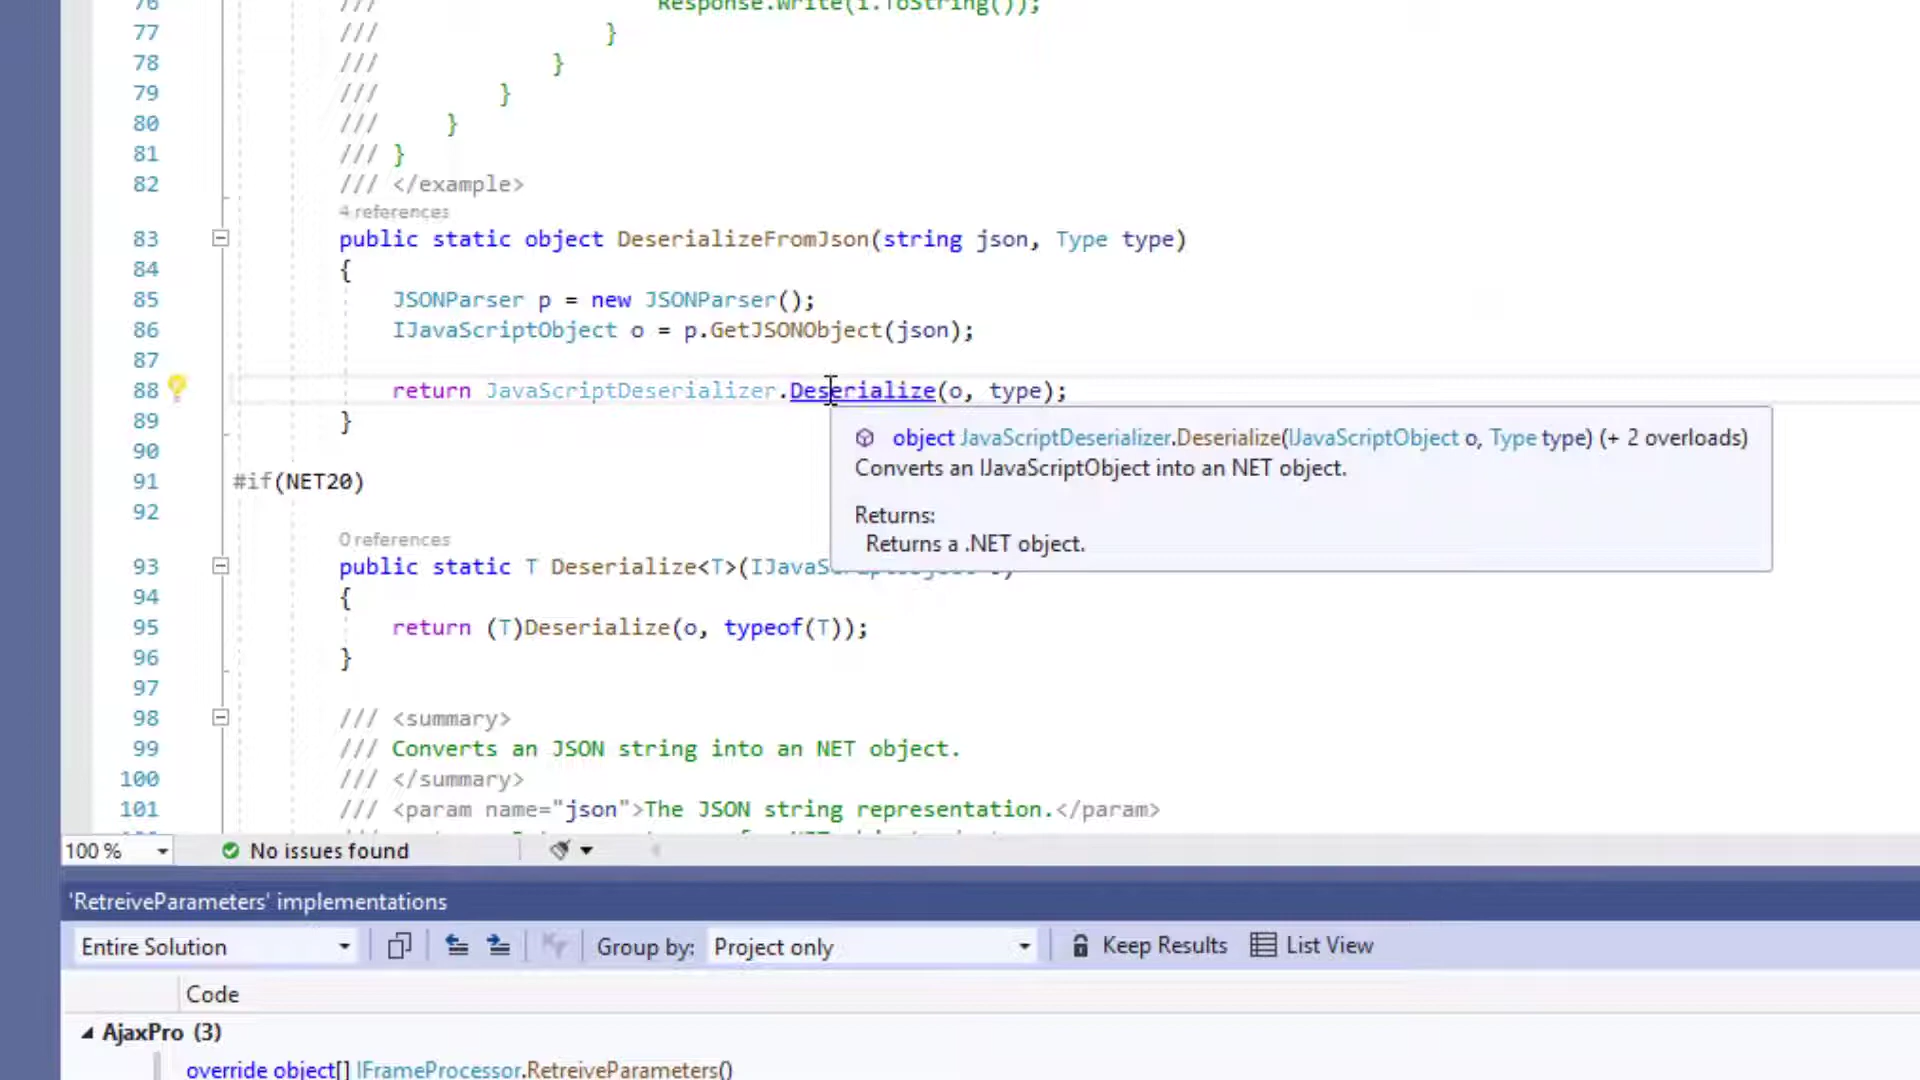 76 /// Response.Write(i.ToString());
77 /// }
78 /// }
79 /// }
80 /// }
81 /// }
82 /// </example>
4 references
83 public static object DeserializeFromJson(string json, Type type)
84 {
85 JSONParser p = new JSONParser();
86 IJavaScriptObject o = p.GetJSONObject(json);
87
88 return JavaScriptDeserializer.Deserialize(o, type);
89 }
object JavaScriptDeserializer.Deserialize(IJavaScriptObject o, Type type) (+ 2 overloads)
Converts an IJavaScriptObject into an NET object.
Returns:
Returns a .NET object.
90
91 #if(NET20)
92
0 references
93 public static T Deserialize<T>(IJavaScriptObject o)
94 {
95 return (T)Deserialize(o, typeof(T));
96 }
97
98 /// <summary>
99 /// Converts an JSON string into an NET object.
100 /// </summary>
101 /// <param name="json">The JSON string representation.</param>
100 % No issues found
'RetreiveParameters' implementations
Entire Solution Group by: Project only Keep Results List View
Code
AjaxPro (3)
override object[] IFrameProcessor.RetreiveParameters()